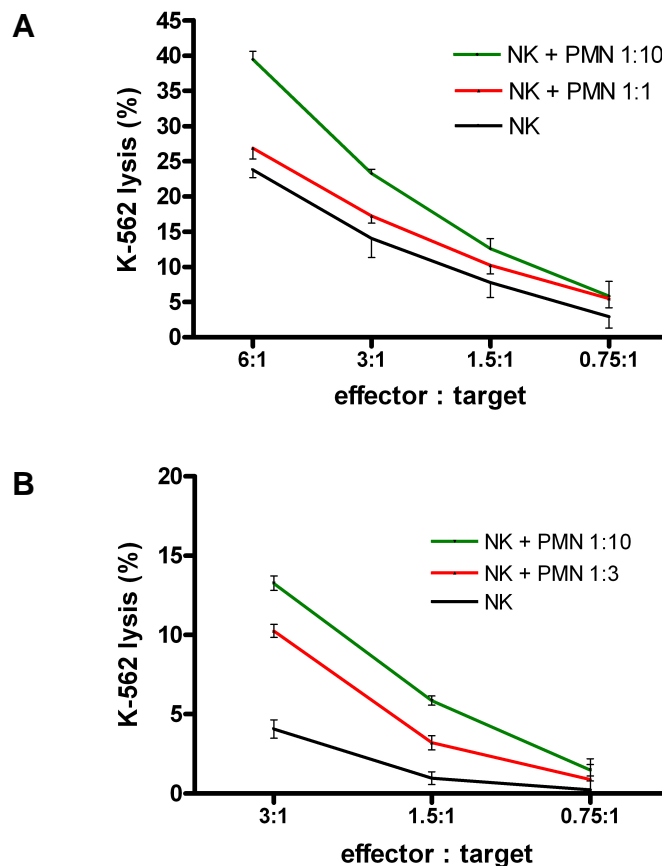 A
NK + PMN 1:10
NK + PMN 1:1
NK
K-562 lysis (%)
45
40
35
30
25
20
15
10
5
0
6:1 3:1 1.5:1 0.75:1
effector : target
B
NK + PMN 1:10
NK + PMN 1:3
NK
K-562 lysis (%)
20
15
10
5
0
3:1 1.5:1 0.75:1
effector : target